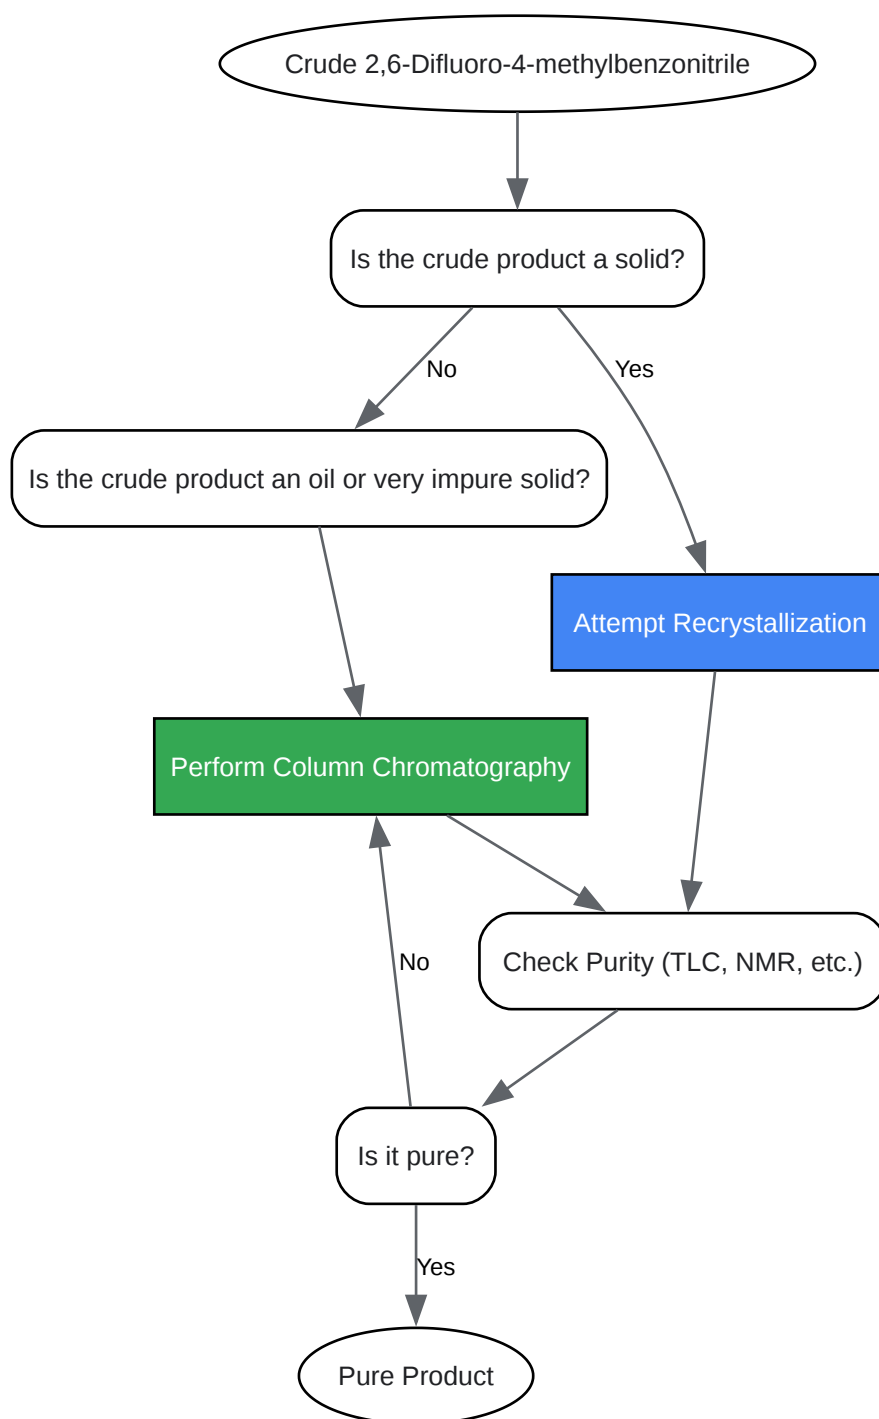 Crude 2,6-Difluoro-4-methylbenzonitrile
Is the crude product a solid?
No
Yes
Is the crude product an oil or very impure solid?
Attempt Recrystallization
Perform Column Chromatography
No
Check Purity (TLC, NMR, etc.)
Is it pure?
Yes
Pure Product